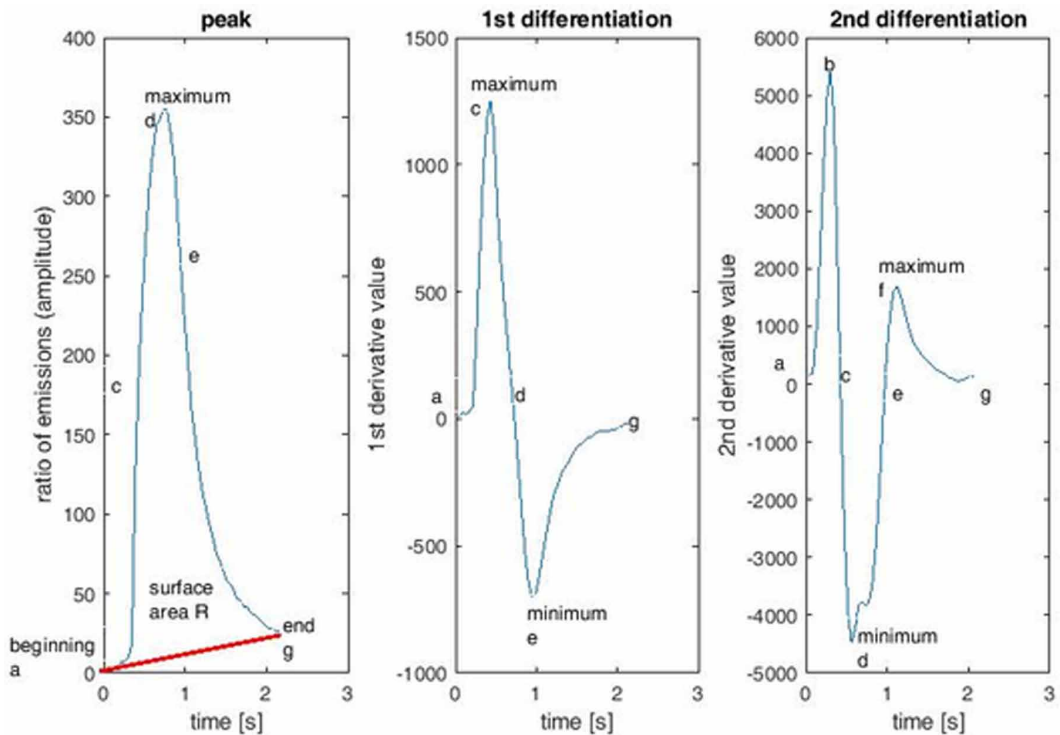 peak
400
350
300
250
200
150
100
50
0
ratio of emissions (amplitude)
maximum
d
e
c
surface
area R
beginning
a
end
g
0
1
2
3
time [s]
1st differentiation
1500
1000
500
0
-500
-1000
1st derivative value
maximum
c
a
d
g
minimum
e
0
1
2
3
time [s]
2nd differentiation
6000
5000
4000
3000
2000
1000
0
-1000
-2000
-3000
-4000
-5000
2nd derivative value
b
maximum
f
a
c
e
g
minimum
d
0
1
2
3
time [s]